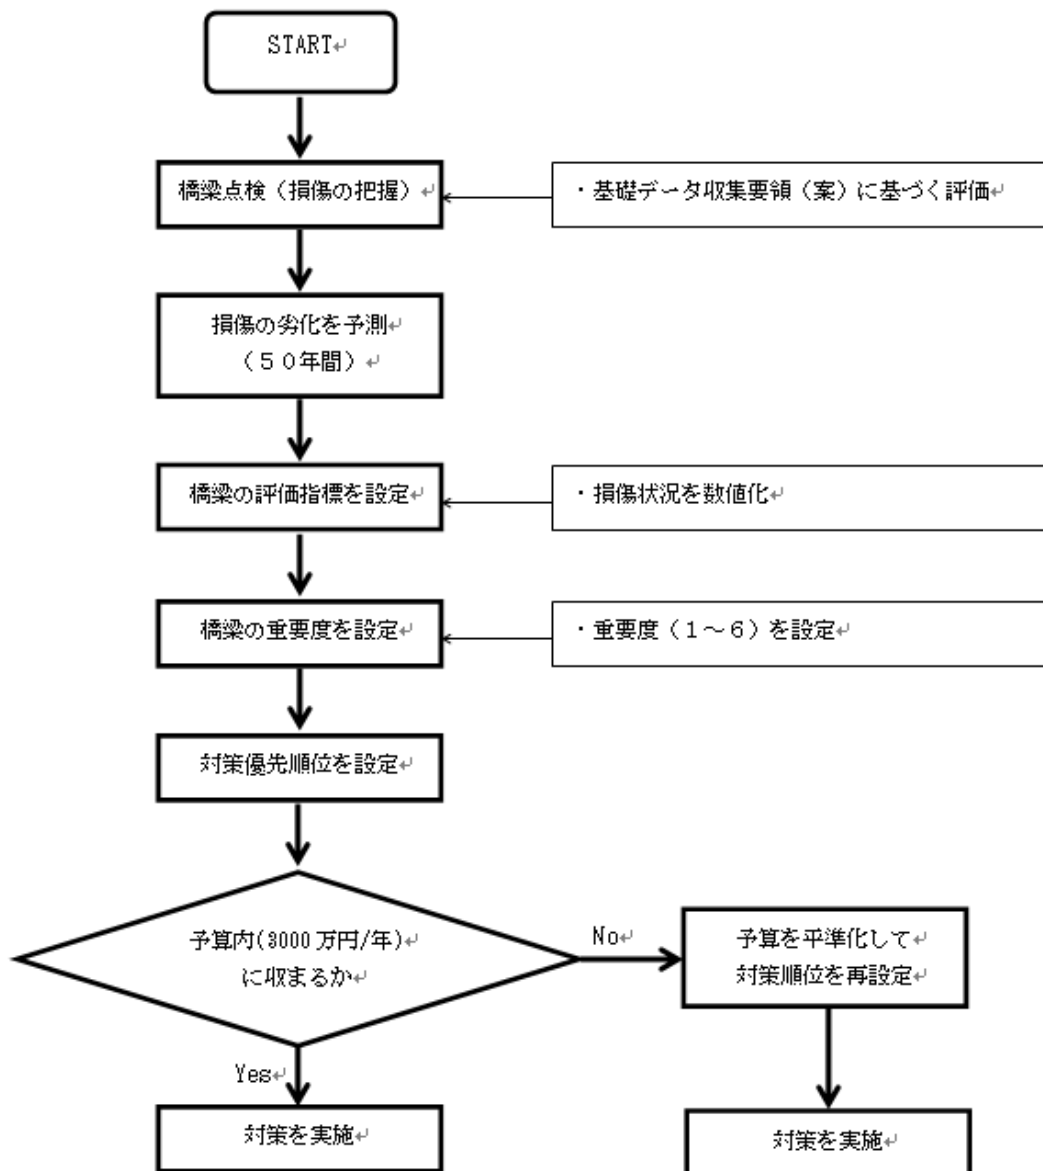 START↵
橋梁点検（損傷の把握）↵
・基礎データ収集要領（案）に基づく評価↵
損傷の劣化を予測↵
（５０年間）↵
橋梁の評価指標を設定↵
・損傷状況を数値化↵
橋梁の重要度を設定↵
・重要度（１～６）を設定↵
対策優先順位を設定↵
予算内(3000万円/年)↵
に収まるか↵
No↵
予算を平準化して↵
対策順位を再設定↵
Yes↵
対策を実施↵
対策を実施↵